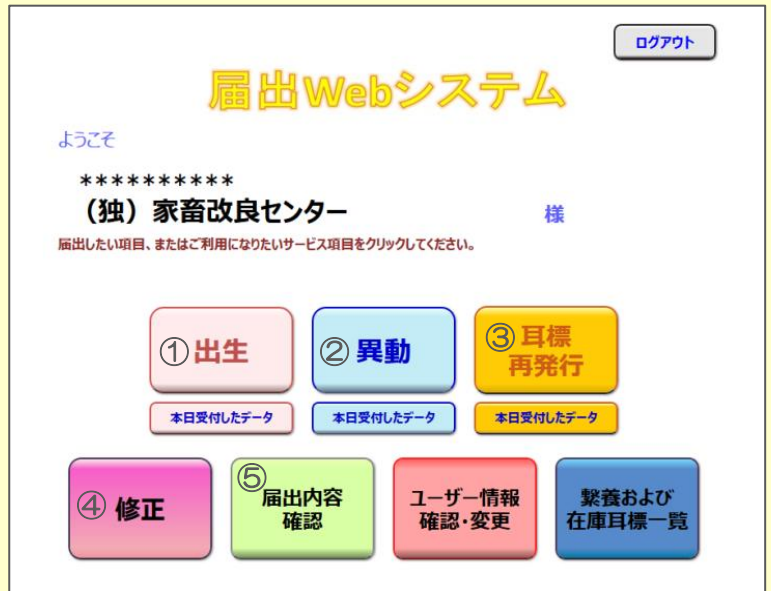 ログアウト
届出Webシステム
ようこそ
**********
(独)家畜改良センター 様
届出したい項目、またはご利用になりたいサービス項目をクリックしてください。
①出生
②異動
③耳標
再発行
本日受付したデータ
本日受付したデータ
本日受付したデータ
④修正
⑤
届出内容
確認
ユーザー情報
確認・変更
繋養および
在庫耳標一覧